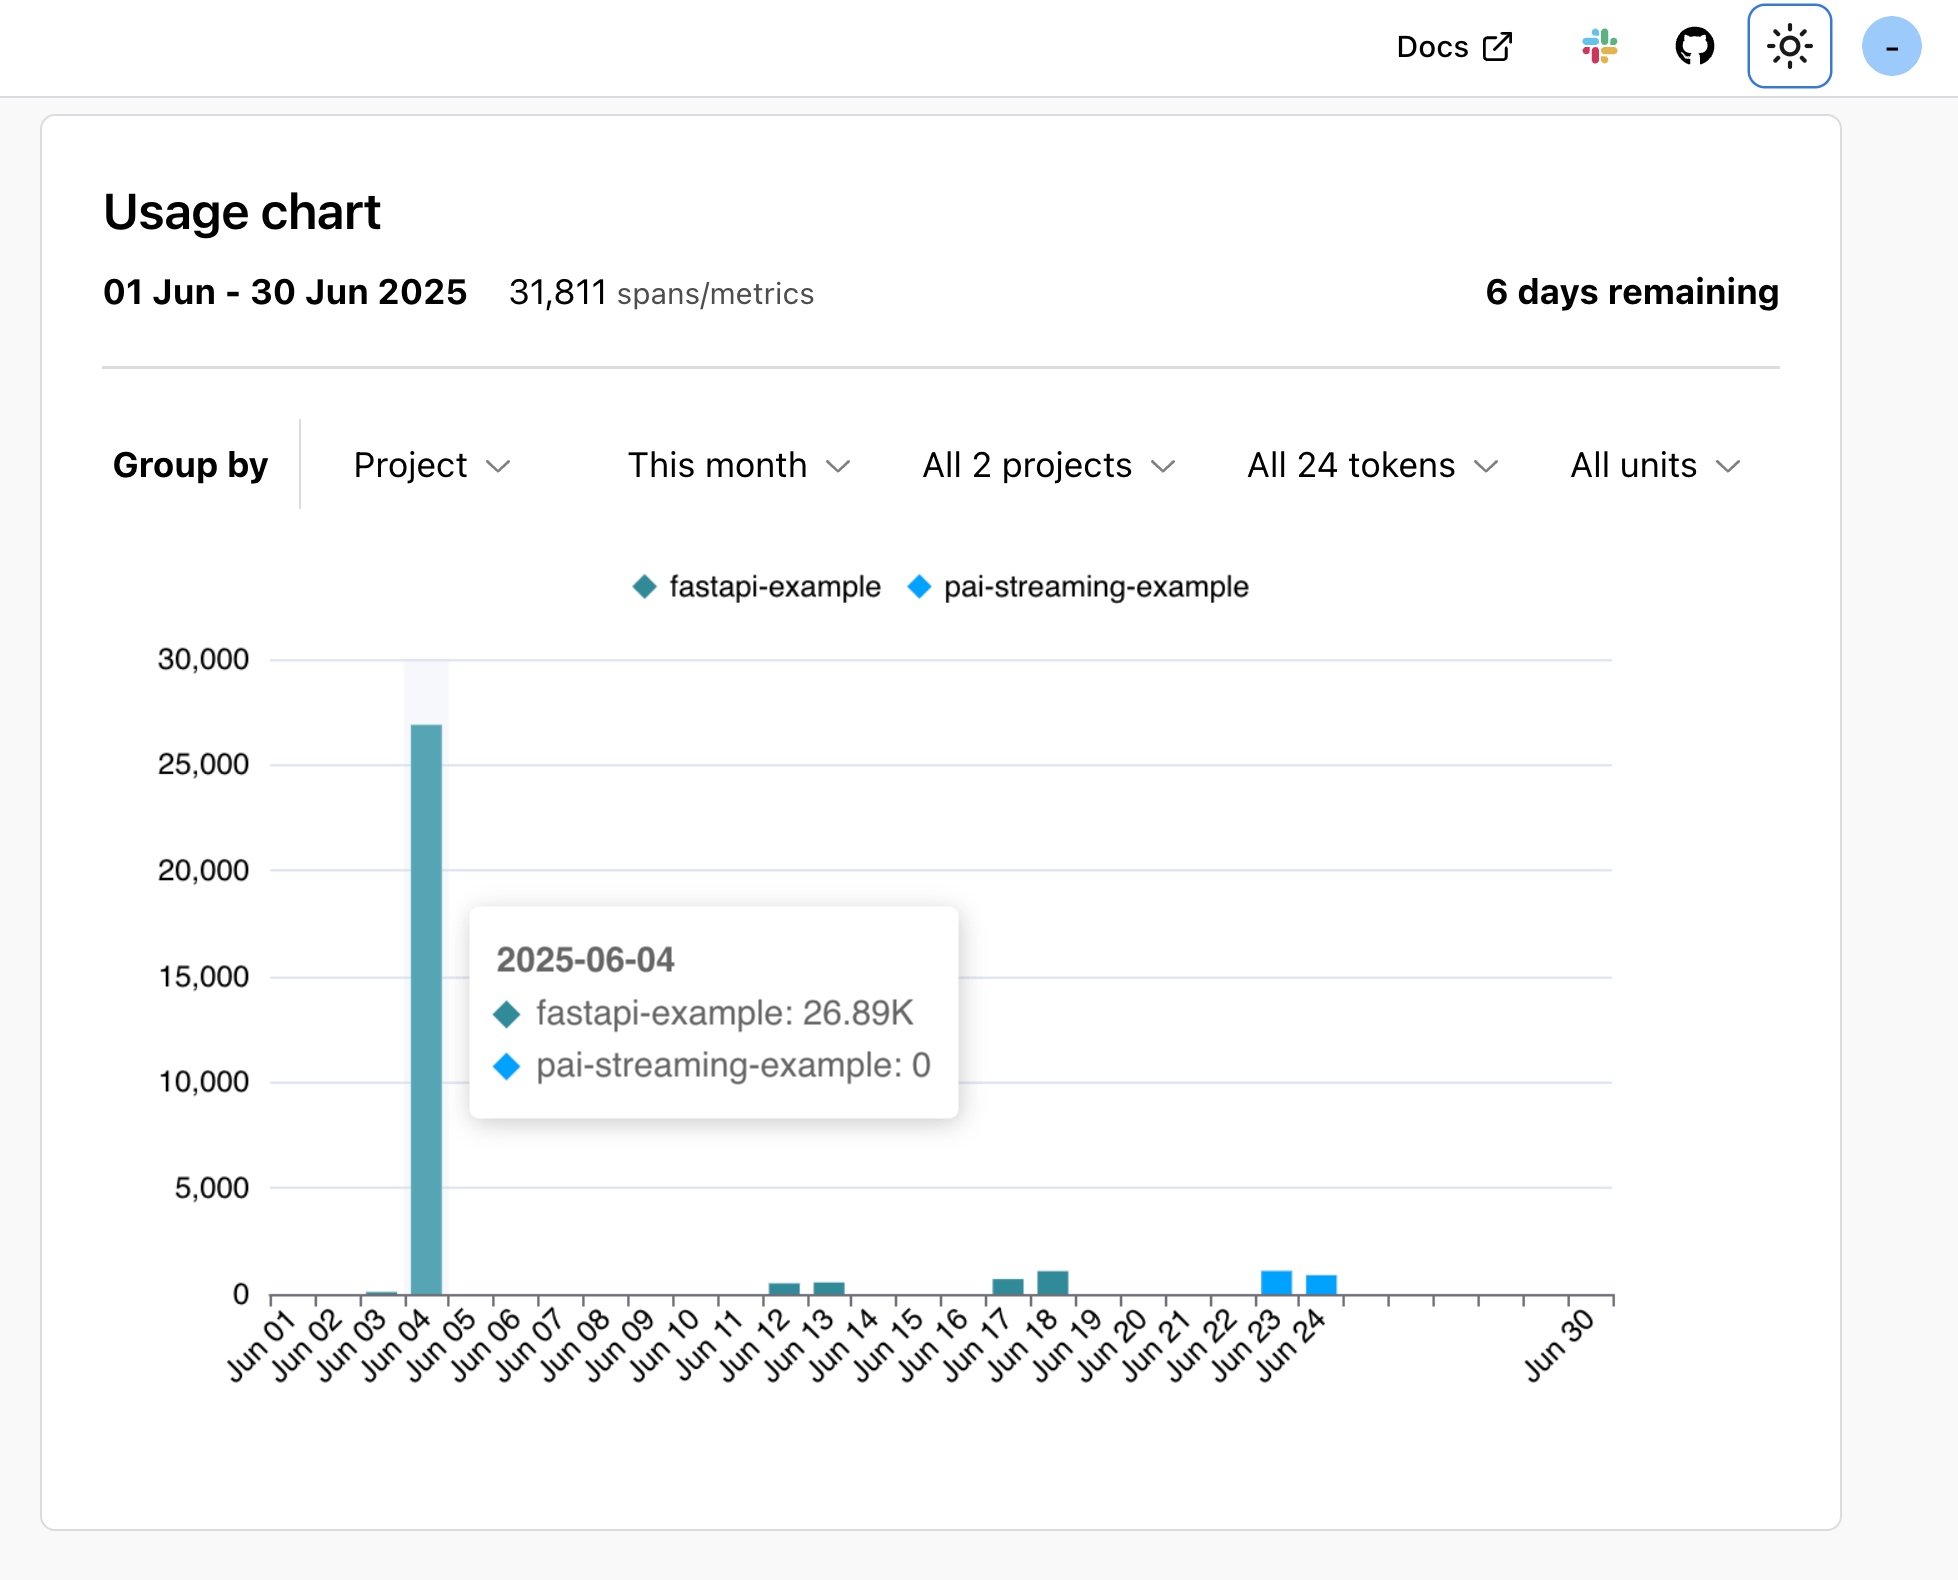 Docs
-
Usage chart
01 Jun - 30 Jun 2025 31,811 spans/metrics 6 days remaining
Group by Project This month All 2 projects All 24 tokens All units
fastapi-example pai-streaming-example
30,000
25,000
20,000
15,000
10,000
5,000
0
2025-06-04
fastapi-example: 26.89K
pai-streaming-example: 0
Jun 01 Jun 02 Jun 03 Jun 04 Jun 05 Jun 06 Jun 07 Jun 08 Jun 09 Jun 10 Jun 11 Jun 12 Jun 13 Jun 14 Jun 15 Jun 16 Jun 17 Jun 18 Jun 19 Jun 20 Jun 21 Jun 22 Jun 23 Jun 24 Jun 30